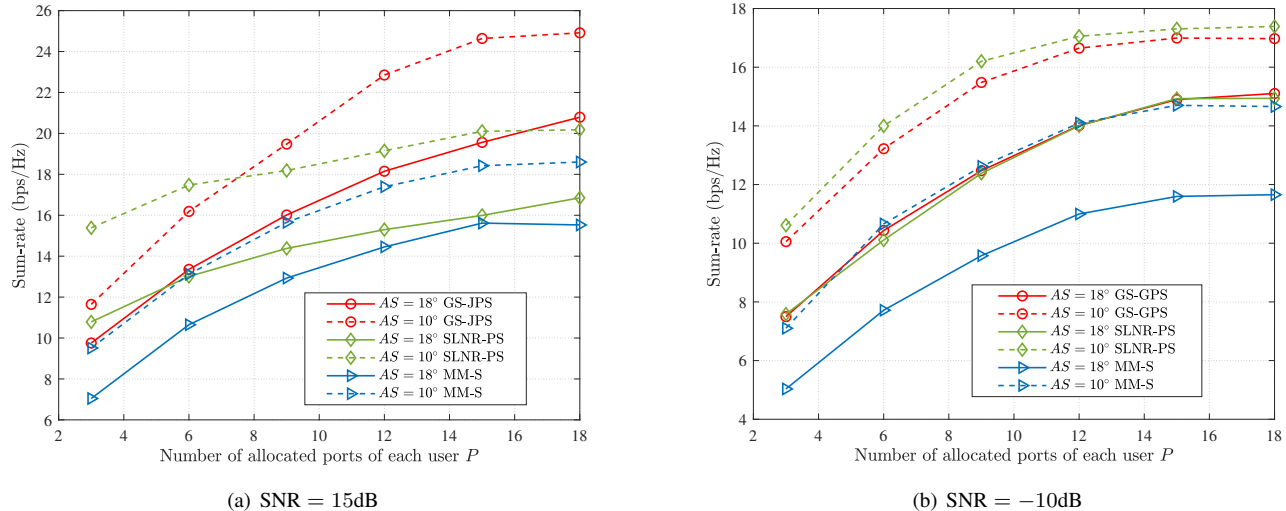 26
24
22
20
18
16
14
12
10
8
6
2 4 6 8 10 12 14 16 18
Sum-rate (bps/Hz)
Number of allocated ports of each user P
AS = 18° GS-JPS
AS = 10° GS-JPS
AS = 18° SLNR-PS
AS = 10° SLNR-PS
AS = 18° MM-S
AS = 10° MM-S
(a) SNR = 15dB
18
16
14
12
10
8
6
4
2 4 6 8 10 12 14 16 18
Sum-rate (bps/Hz)
Number of allocated ports of each user P
AS = 18° GS-GPS
AS = 10° GS-GPS
AS = 18° SLNR-PS
AS = 10° SLNR-PS
AS = 18° MM-S
AS = 10° MM-S
(b) SNR = −10dB